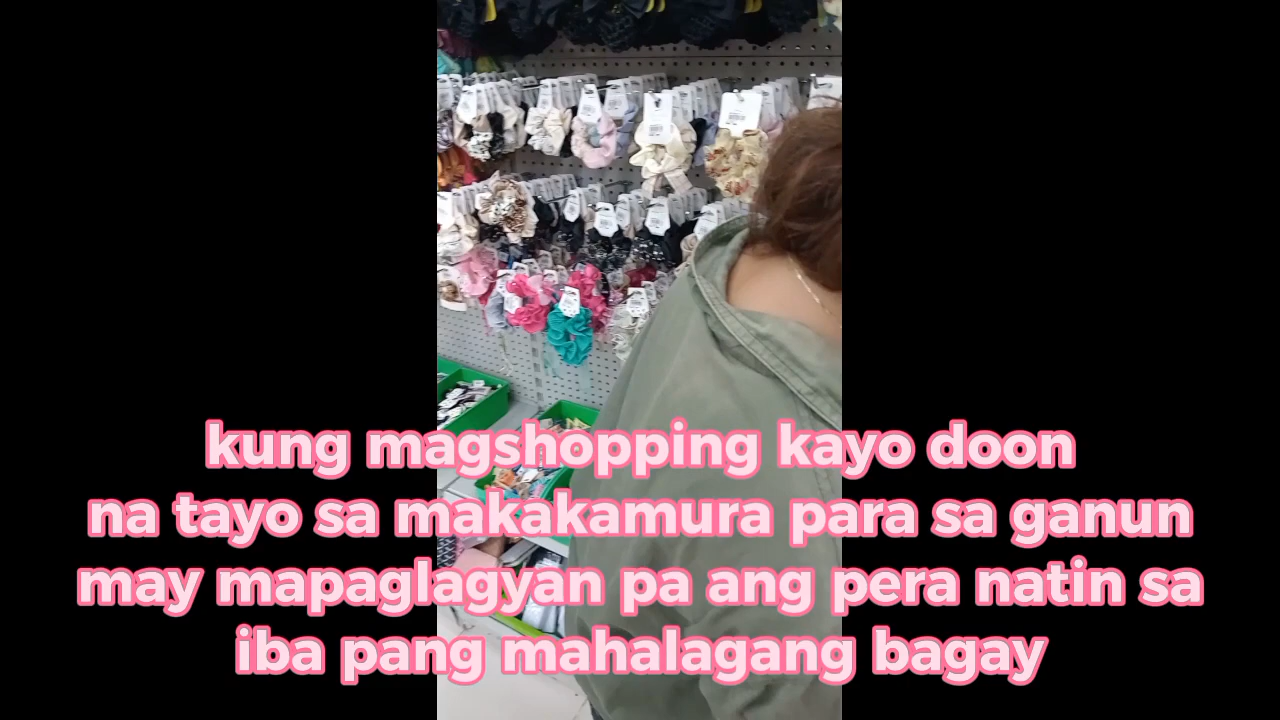 kung magshopping kayo doon
na tayo sa makakamura para sa ganun
may mapaglagyan pa ang pera natin sa
iba pang mahalagang bagay